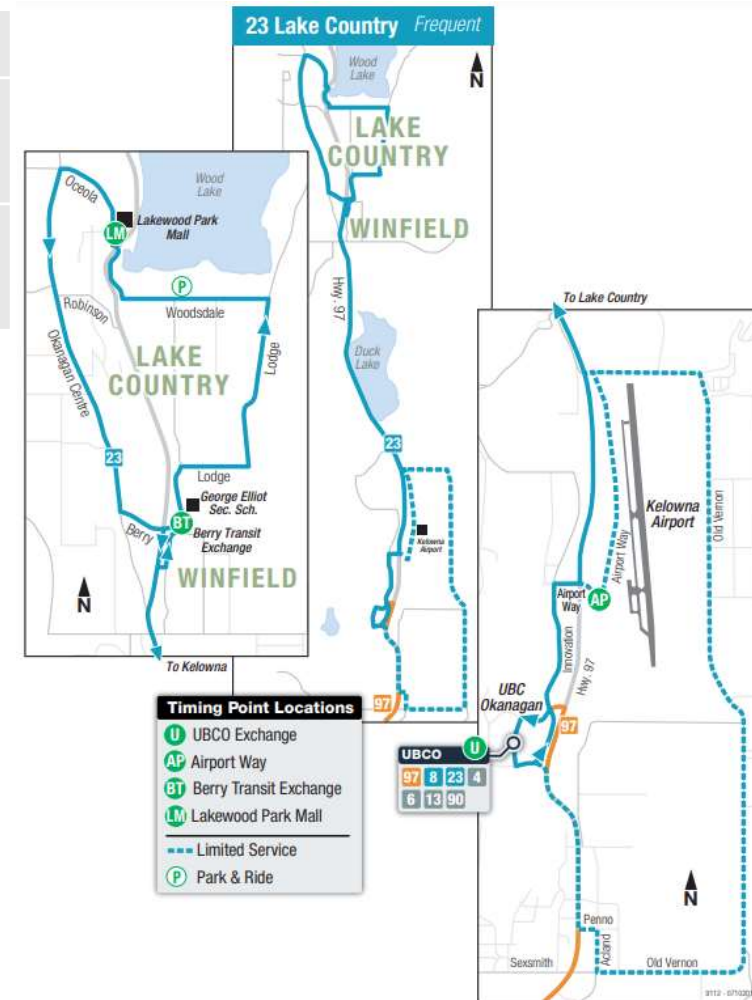 23 Lake Country Frequent
Wood
Lake
N
LAKE
COUNTRY
WINFIELD
Hwy. 97
Duck
Lake
23
Kelowna
Airport
97
Oceola
Wood
Lake
LM
Lakewood Park
Mall
P
Robinson
Woodsdale
Okanagan Centre
LAKE
COUNTRY
Lodge
23
Lodge
George Elliot
Sec. Sch.
Berry
BT
Berry Transit
Exchange
N
WINFIELD
To Kelowna
To Lake Country
Kelowna
Airport
Old Vernon
Airport Way
Airport
Way
AP
Innovation
Hwy. 97
UBC
Okanagan
97
UBCO U
97 8 23 4
6 13 90
N
Penno
Acland
Sexsmith
Old Vernon
Timing Point Locations
U UBCO Exchange
AP Airport Way
BT Berry Transit Exchange
LM Lakewood Park Mall
Limited Service
P Park & Ride